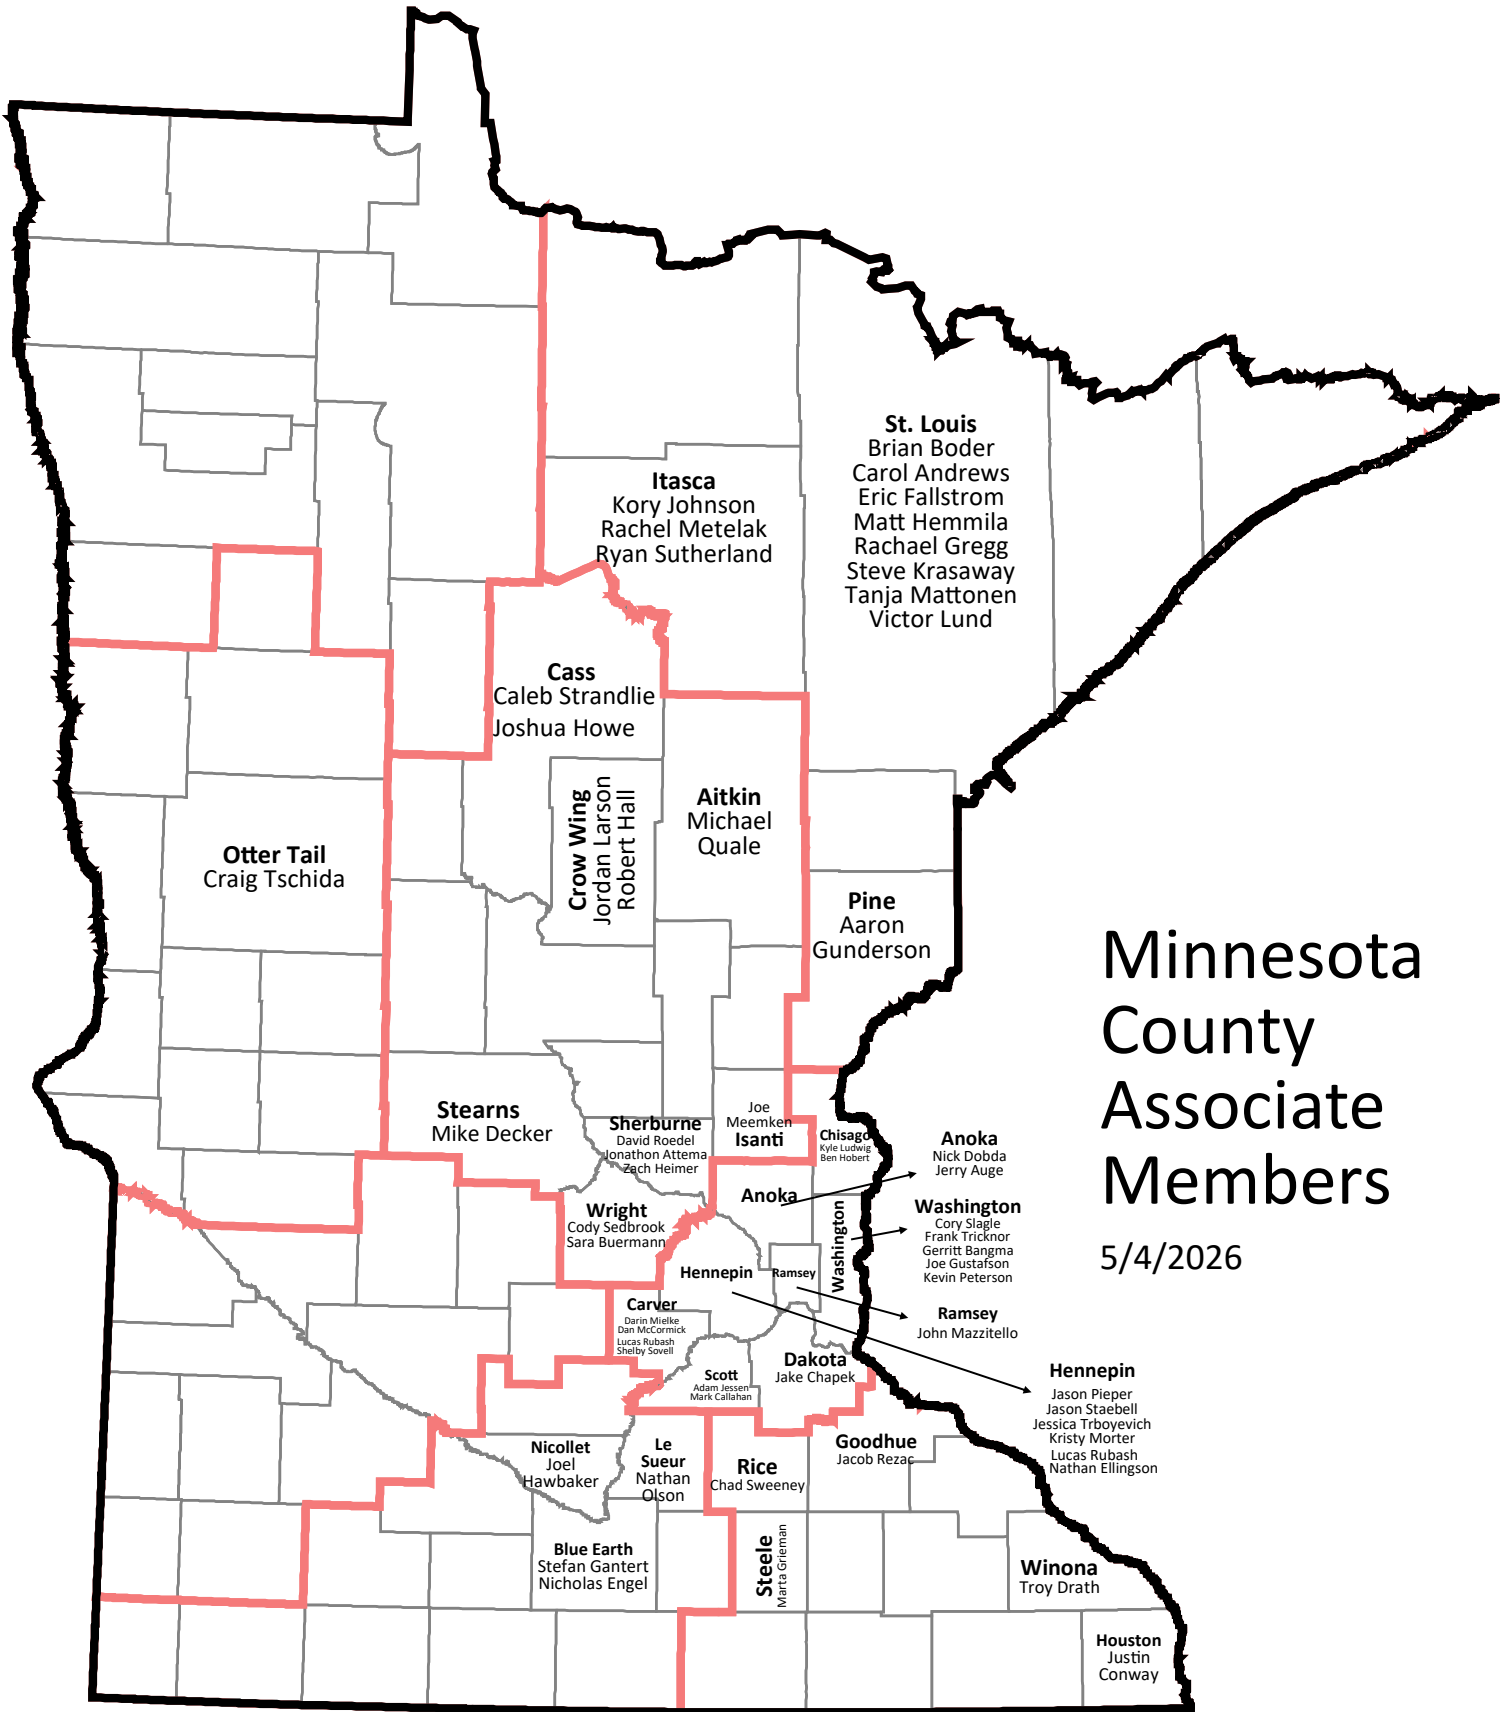 St. Louis
Brian Boder
Carol Andrews
Eric Fallstrom
Matt Hemmila
Rachael Gregg
Steve Krasaway
Tanja Mattonen
Victor Lund
Itasca
Kory Johnson
Rachel Metelak
Ryan Sutherland
Cass
Caleb Strandlie
Joshua Howe
Crow Wing
Jordan Larson
Robert Hall
Aitkin
Michael
Quale
Otter Tail
Craig Tschida
Pine
Aaron
Gunderson
Minnesota
County
Associate
Members
5/4/2026
Stearns
Mike Decker
Sherburne
David Roedel
Jonathon Attema
Zach Heimer
Joe
Meemken
Isanti
Chisago
Kyle Ludwig
Ben Hobert
Anoka
Nick Dobda
Jerry Auge
Anoka
Washington
Washington
Cory Slagle
Frank Tricknor
Gerritt Bangma
Joe Gustafson
Kevin Peterson
Wright
Cody Sedbrook
Sara Buermann
Hennepin
Ramsey
Ramsey
John Mazzitello
Carver
Darin Mielke
Dan McCormick
Lucas Rubash
Shelby Sovell
Scott
Adam Jessen
Mark Callahan
Dakota
Jake Chapek
Hennepin
Jason Pieper
Jason Staebell
Jessica Trboyevich
Kristy Morter
Lucas Rubash
Nathan Ellingson
Nicollet
Joel
Hawbaker
Le
Sueur
Nathan
Olson
Rice
Chad Sweeney
Goodhue
Jacob Rezac
Blue Earth
Stefan Gantert
Nicholas Engel
Steele
Marta Grieman
Winona
Troy Drath
Houston
Justin
Conway